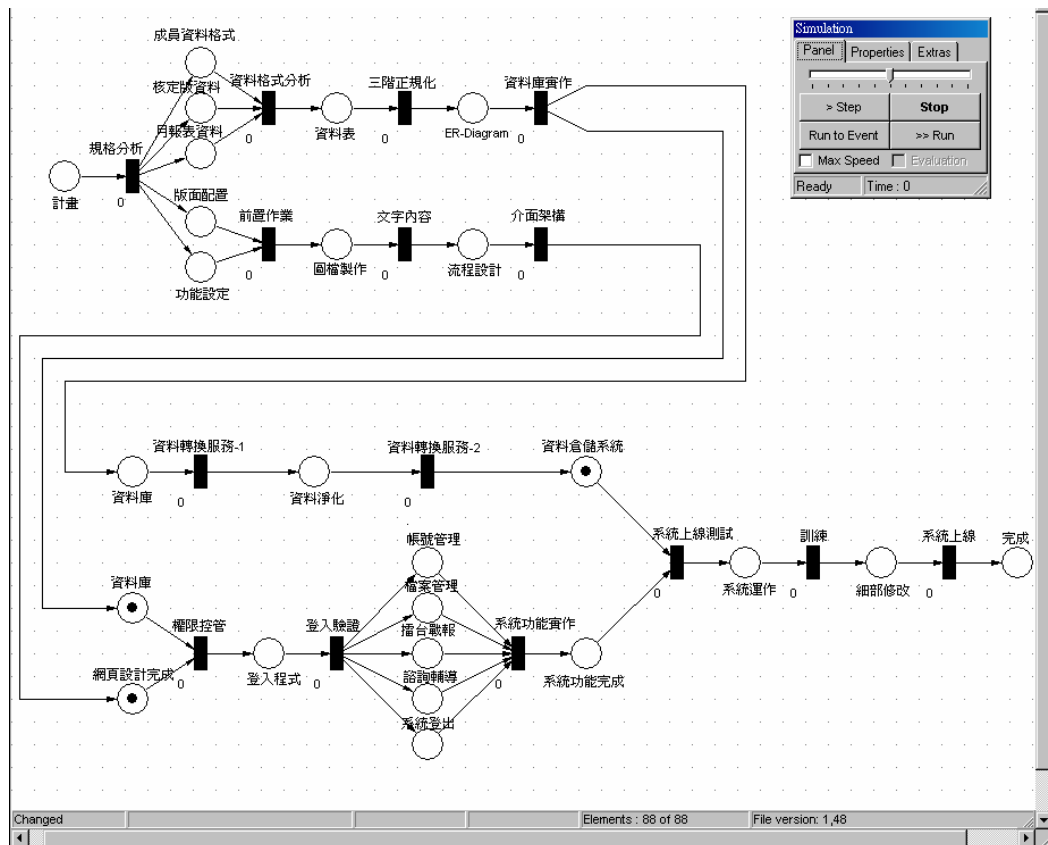 成員資料格式
核定版資料
資料格式分析
三階正規化
資料庫實作
0
資料表
0
ER-Diagram
0
月報表資料
規格分析
計畫
0
版面配置
前置作業
文字內容
介面架構
0
圖檔製作
0
流程設計
0
功能設定
Simulation
Panel
Properties
Extras
> Step
Stop
Run to Event
>> Run
Max Speed
Evaluation
Ready
Time : 0
資料轉換服務-1
資料轉換服務-2
資料倉儲系統
資料庫
0
資料淨化
0
帳號管理
系統上線測試
訓練
系統上線
完成
0
系統運作
0
細部修改
0
資料庫
檔案管理
權限控管
登入驗證
擂台戰報
系統功能實作
網頁設計完成
0
登入程式
0
諮詢輔導
0
系統功能完成
系統登出
Changed
Elements : 88 of 88
File version: 1,48